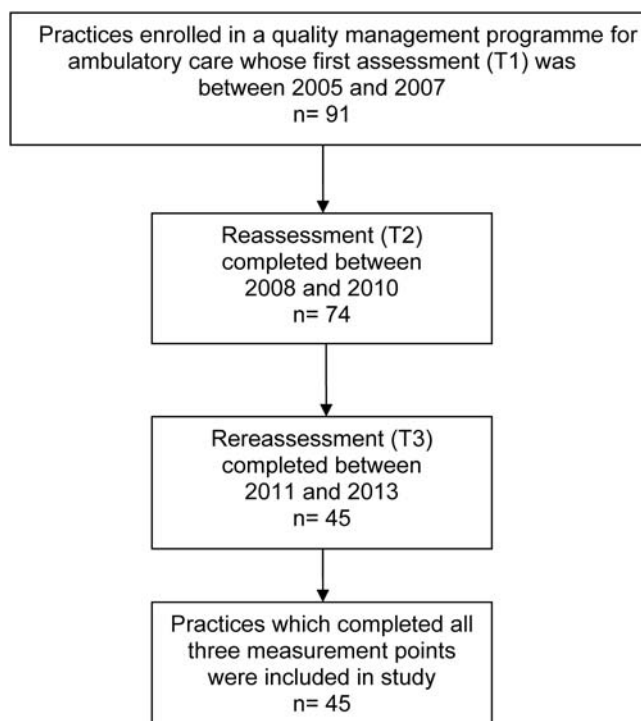 Practices enrolled in a quality management programme for
ambulatory care whose first assessment (T1) was
between 2005 and 2007
n= 91
Reassessment (T2)
completed between
2008 and 2010
n= 74
Rereassessment (T3)
completed between
2011 and 2013
n= 45
Practices which completed all
three measurement points
were included in study
n= 45